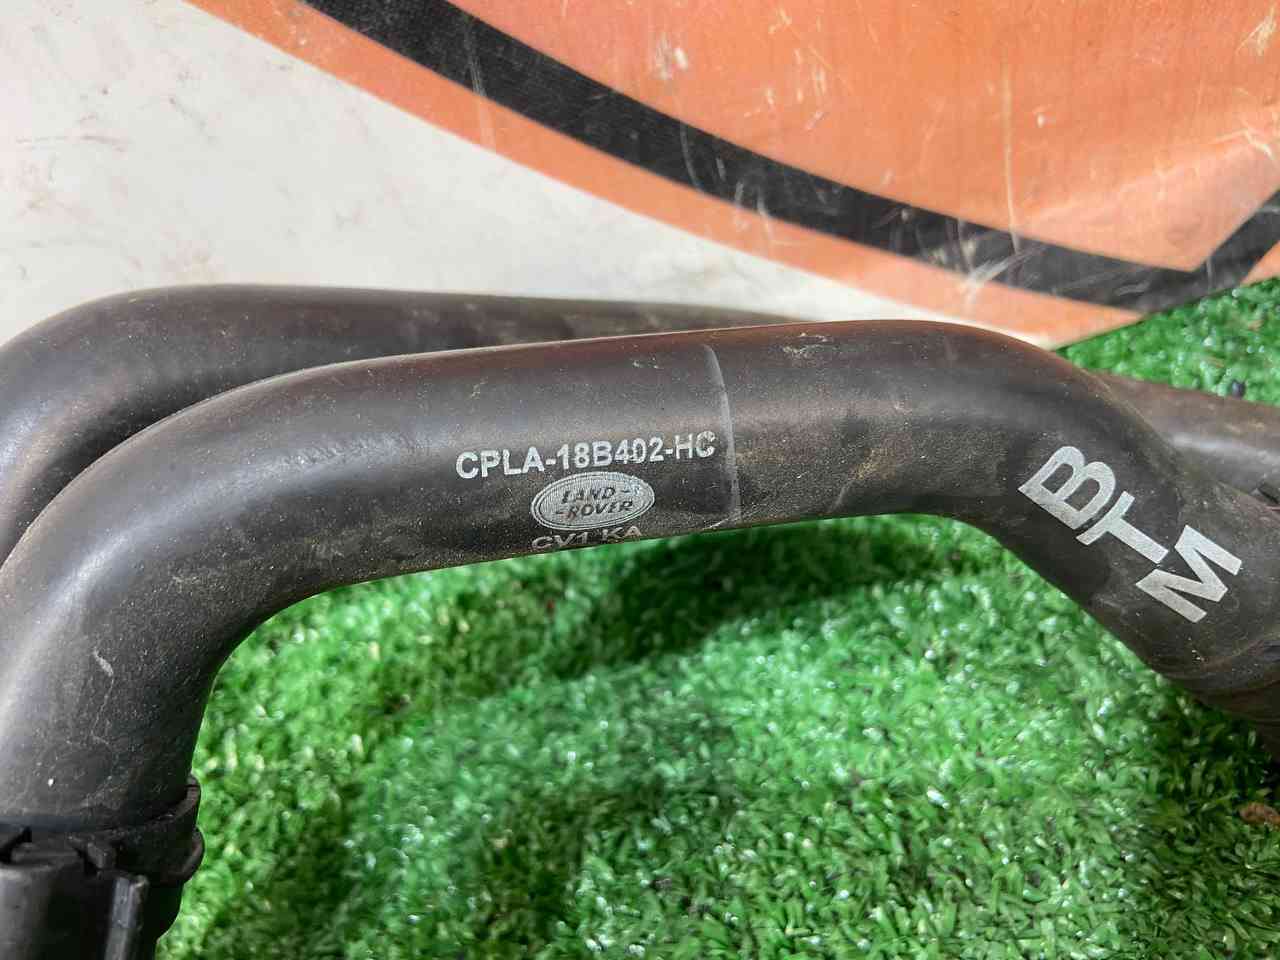 CPLA-18B402-HC
LAND-
-ROVER
CV1 KA
BTM